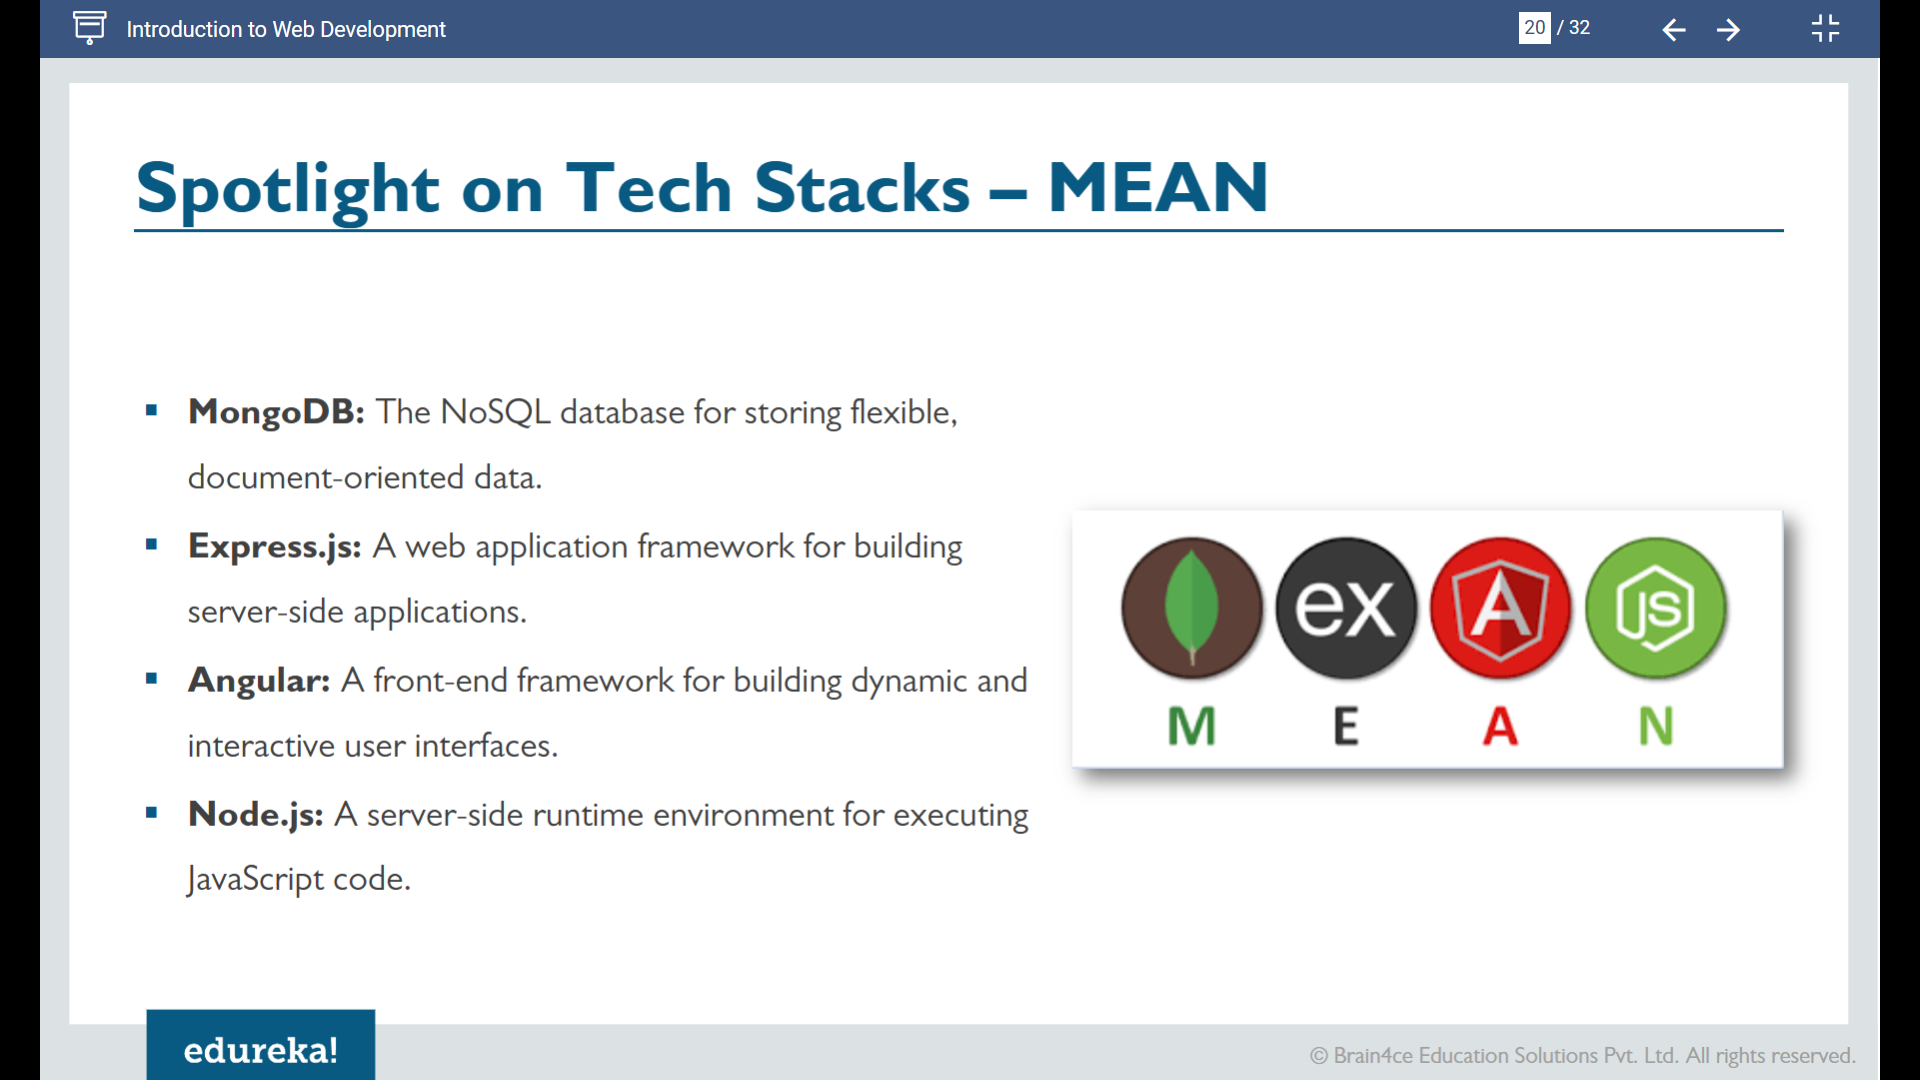 Introduction to Web Development
20 / 32
Spotlight on Tech Stacks – MEAN
MongoDB: The NoSQL database for storing flexible,
document-oriented data.
Express.js: A web application framework for building
server-side applications.
Angular: A front-end framework for building dynamic and
interactive user interfaces.
Node.js: A server-side runtime environment for executing
JavaScript code.
ex A JS
M E A N
edureka!
© Brain4ce Education Solutions Pvt. Ltd. All rights reserved.